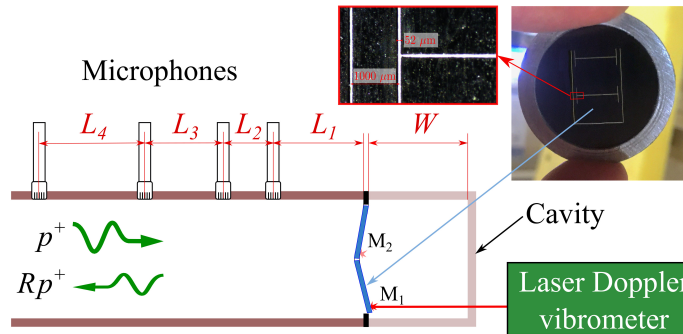 52 μm
1000 μm
Microphones
L4 L3 L2 L1 W
p+
Rp+
M2
M1
Cavity
Laser Doppler
vibrometer